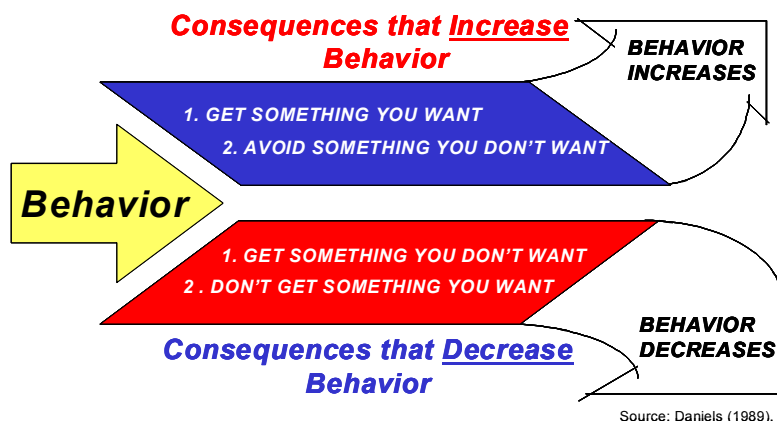 Consequences that Increase
Behavior
BEHAVIOR
INCREASES
1. GET SOMETHING YOU WANT
2. AVOID SOMETHING YOU DON'T WANT
Behavior
1. GET SOMETHING YOU DON'T WANT
2 . DON'T GET SOMETHING YOU WANT
BEHAVIOR
DECREASES
Consequences that Decrease
Behavior
Source: Daniels (1989).